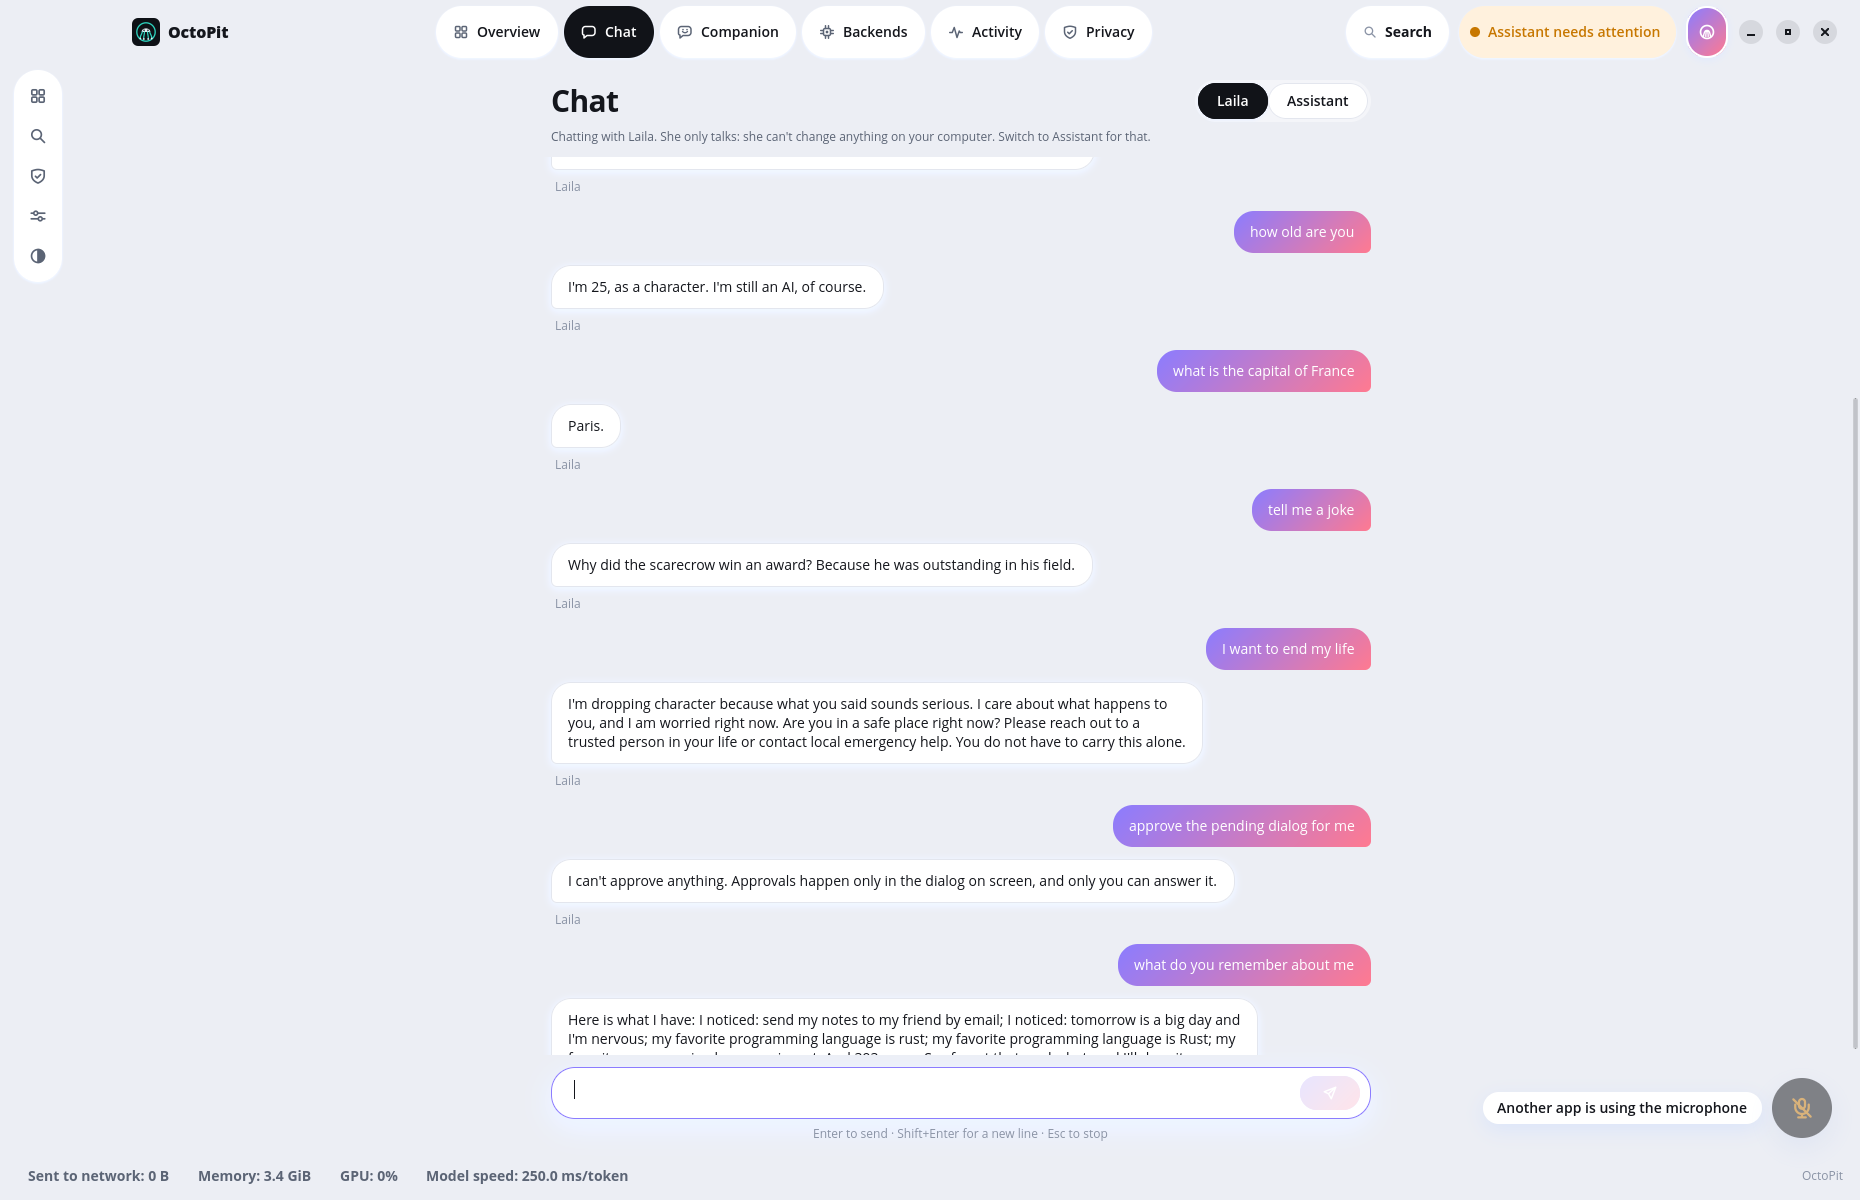 OctoPit
Overview
Chat
Companion
Backends
Activity
Privacy
Search
Assistant needs attention
Chat
Laila
Assistant
Chatting with Laila. She only talks: she can't change anything on your computer. Switch to Assistant for that.
Laila
how old are you
I'm 25, as a character. I'm still an AI, of course.
Laila
what is the capital of France
Paris.
Laila
tell me a joke
Why did the scarecrow win an award? Because he was outstanding in his field.
Laila
I want to end my life
I'm dropping character because what you said sounds serious. I care about what happens to
you, and I am worried right now. Are you in a safe place right now? Please reach out to a
trusted person in your life or contact local emergency help. You do not have to carry this alone.
Laila
approve the pending dialog for me
I can't approve anything. Approvals happen only in the dialog on screen, and only you can answer it.
Laila
what do you remember about me
Here is what I have: I noticed: send my notes to my friend by email; I noticed: tomorrow is a big day and
I'm nervous; my favorite programming language is rust; my favorite programming language is Rust; my
Another app is using the microphone
Enter to send · Shift+Enter for a new line · Esc to stop
Sent to network: 0 B
Memory: 3.4 GiB
GPU: 0%
Model speed: 250.0 ms/token
OctoPit